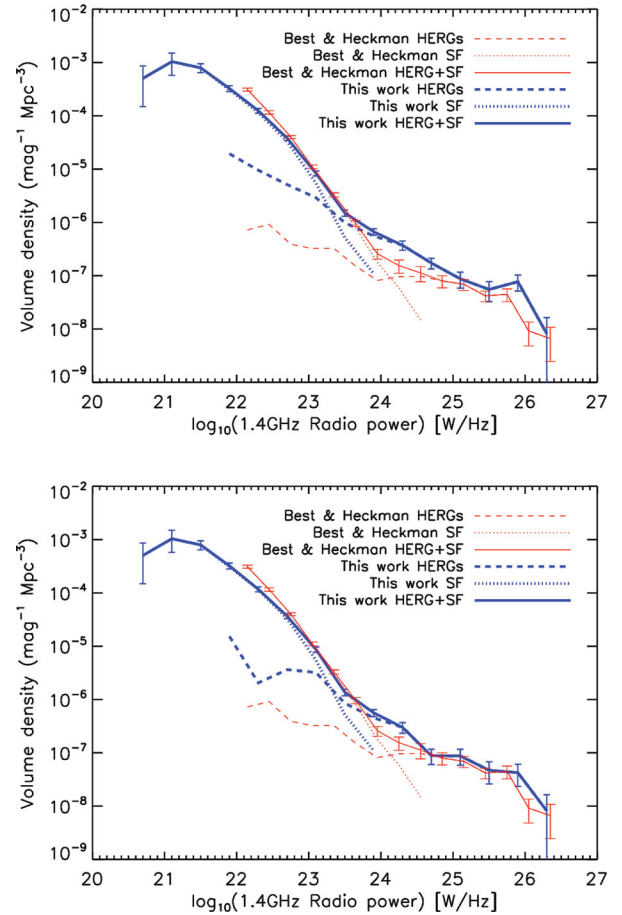 10⁻²
10⁻³
10⁻⁴
10⁻⁵
10⁻⁶
10⁻⁷
10⁻⁸
10⁻⁹
Volume density (mag⁻¹ Mpc⁻³)
Best & Heckman HERGs
Best & Heckman SF
Best & Heckman HERG+SF
This work HERGs
This work SF
This work HERG+SF
20 21 22 23 24 25 26 27
log₁₀(1.4GHz Radio power) [W/Hz]
10⁻²
10⁻³
10⁻⁴
10⁻⁵
10⁻⁶
10⁻⁷
10⁻⁸
10⁻⁹
Volume density (mag⁻¹ Mpc⁻³)
Best & Heckman HERGs
Best & Heckman SF
Best & Heckman HERG+SF
This work HERGs
This work SF
This work HERG+SF
20 21 22 23 24 25 26 27
log₁₀(1.4GHz Radio power) [W/Hz]